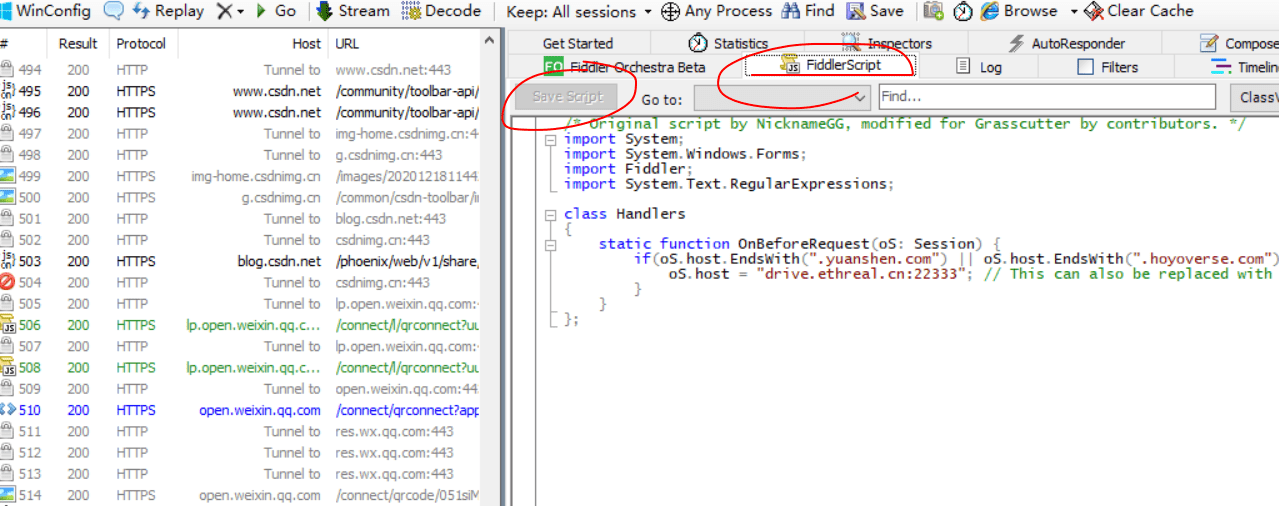 WinConfig Replay Go Stream Decode Keep: All sessions Any Process Find Save Browse Clear Cache
# Result Protocol Host URL
494 200 HTTP Tunnel to www.csdn.net:443
495 200 HTTPS www.csdn.net /community/toolbar-api/
496 200 HTTPS www.csdn.net /community/toolbar-api/
497 200 HTTP Tunnel to img-home.csdnimg.cn:4
498 200 HTTP Tunnel to g.csdnimg.cn:443
499 200 HTTPS img-home.csdnimg.cn /images/20201218114
500 200 HTTPS g.csdnimg.cn /common/csdn-toolbar/i
501 200 HTTP Tunnel to blog.csdn.net:443
502 200 HTTP Tunnel to csdnimg.cn:443
503 200 HTTPS blog.csdn.net /phoenix/web/v1/share,
504 200 HTTP Tunnel to csdnimg.cn:443
505 200 HTTP Tunnel to lp.open.weixin.qq.com:
506 200 HTTPS lp.open.weixin.qq.c... /connect/l/qrconnect?uu
507 200 HTTP Tunnel to lp.open.weixin.qq.com:
508 200 HTTPS lp.open.weixin.qq.c... /connect/l/qrconnect?uu
509 200 HTTP Tunnel to open.weixin.qq.com:44
510 200 HTTPS open.weixin.qq.com /connect/qrconnect?app
511 200 HTTP Tunnel to res.wx.qq.com:443
512 200 HTTP Tunnel to res.wx.qq.com:443
513 200 HTTP Tunnel to res.wx.qq.com:443
514 200 HTTPS open.weixin.qq.com /connect/qrcode/051siM
Get Started Statistics Inspectors AutoResponder Compose
FO Fiddler Orchestra Beta FiddlerScript Log Filters Timelin
Save Script Go to: Find... Class\
/* Original script by NicknameGG, modified for Grasscutter by contributors. */
import System;
import System.Windows.Forms;
import Fiddler;
import System.Text.RegularExpressions;
class Handlers
{
static function OnBeforeRequest(oS: Session) {
if(oS.host.EndsWith(".yuanshen.com") || oS.host.EndsWith(".hoyoverse.com")
oS.host = "drive.ethreal.cn:22333"; // This can also be replaced with
}
}
};